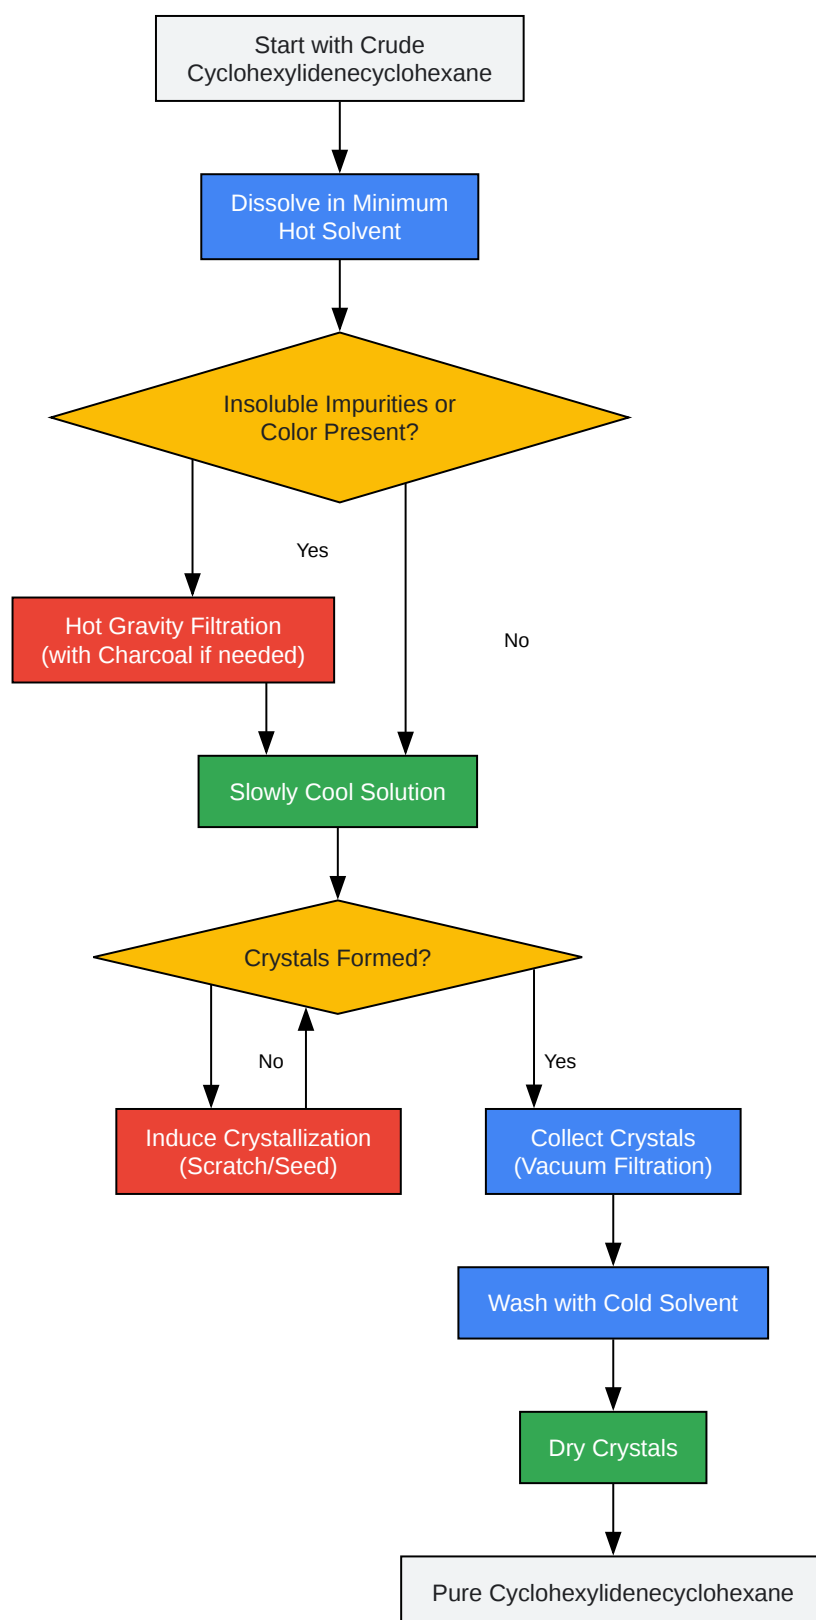 Start with Crude
Cyclohexylidenecyclohexane
Dissolve in Minimum
Hot Solvent
Insoluble Impurities or
Color Present?
Yes
Hot Gravity Filtration
(with Charcoal if needed)
No
Slowly Cool Solution
Crystals Formed?
No
Yes
Induce Crystallization
(Scratch/Seed)
Collect Crystals
(Vacuum Filtration)
Wash with Cold Solvent
Dry Crystals
Pure Cyclohexylidenecyclohexane